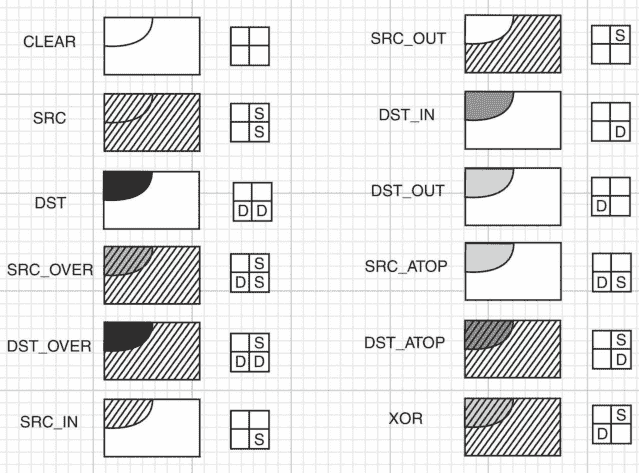 CLEAR
SRC
S
S
DST
D D
SRC_OVER
S
D S
DST_OVER
S
D D
SRC_IN
S
SRC_OUT
S
DST_IN
D
DST_OUT
D
SRC_ATOP
D S
DST_ATOP
S
D
XOR
S
D